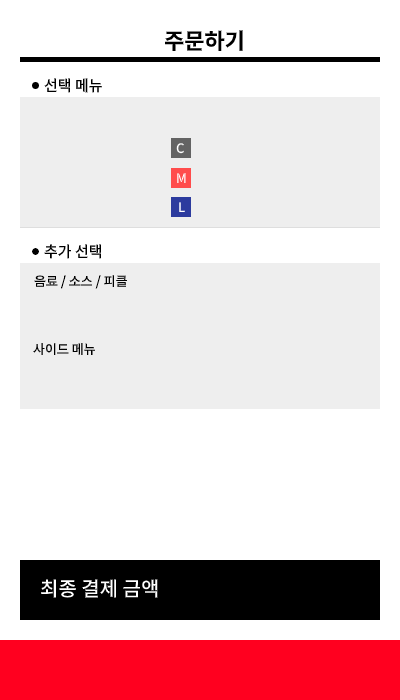 주문하기
● 선택 메뉴
C
M
L
● 추가 선택
음료 / 소스 / 피클
사이드 메뉴
최종 결제 금액